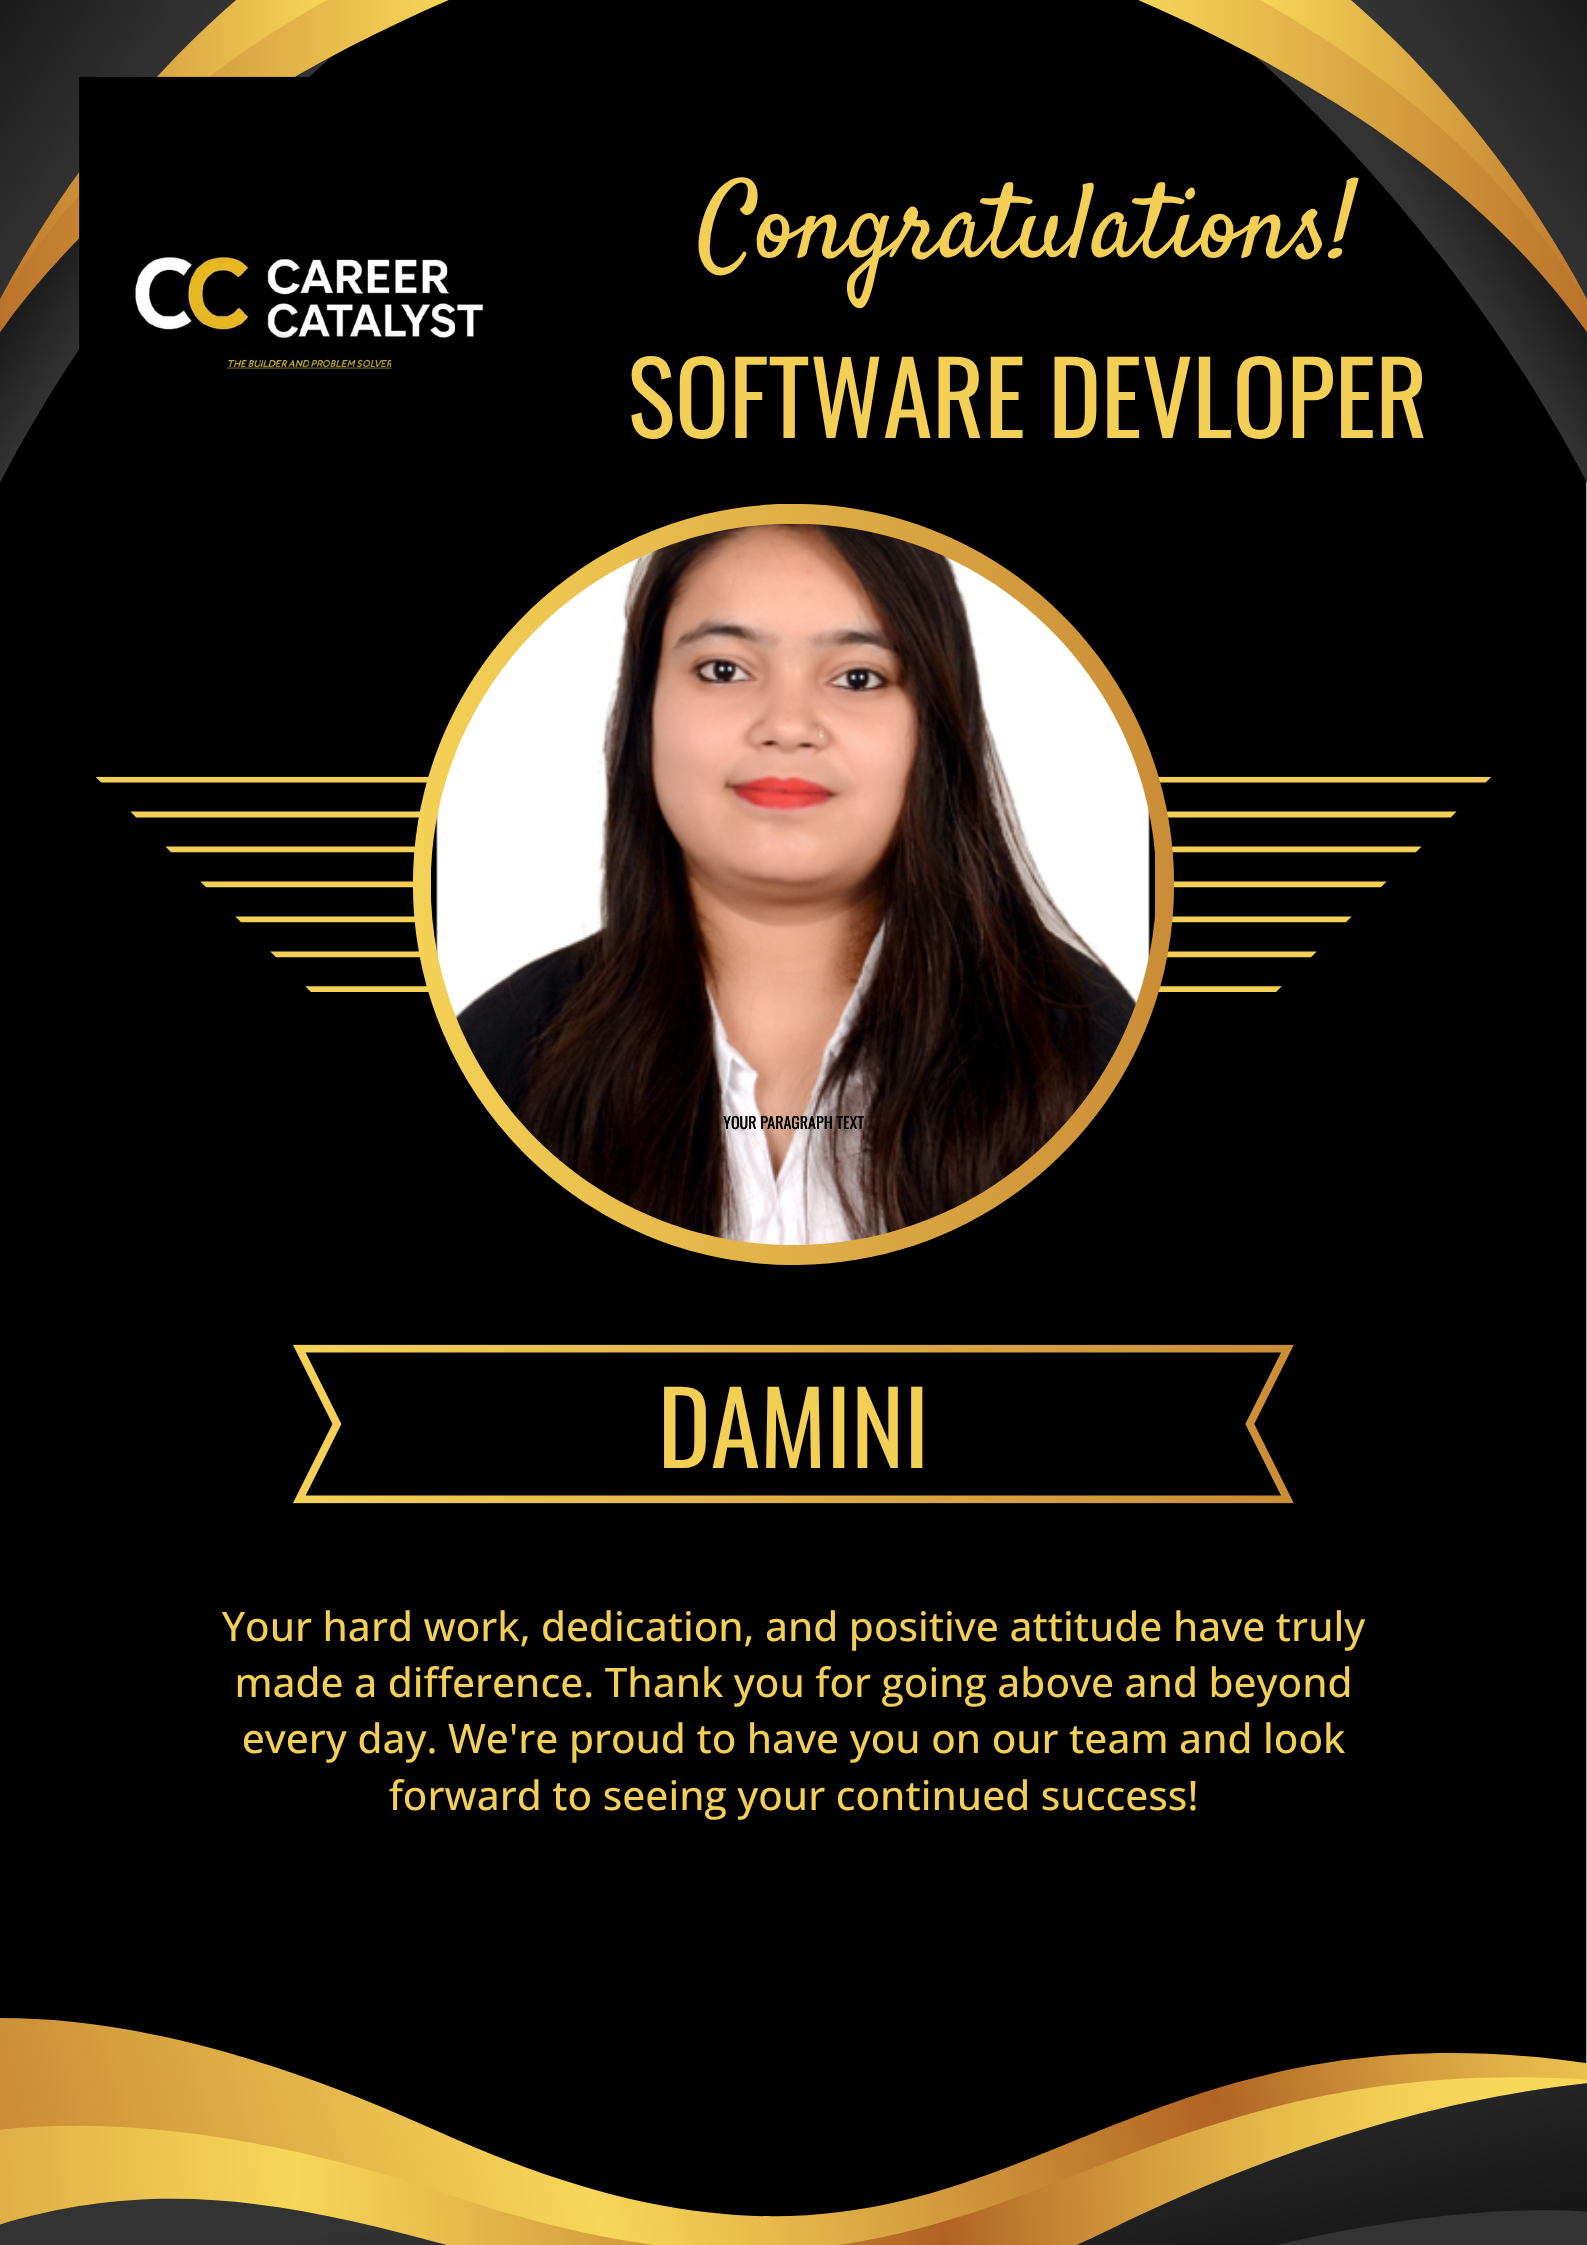 Congratulations!
CC CAREER
CATALYST
THE BUILDER AND PROBLEM SOLVER
SOFTWARE DEVLOPER
YOUR PARAGRAPH TEXT
DAMINI
Your hard work, dedication, and positive attitude have truly
made a difference. Thank you for going above and beyond
every day. We're proud to have you on our team and look
forward to seeing your continued success!